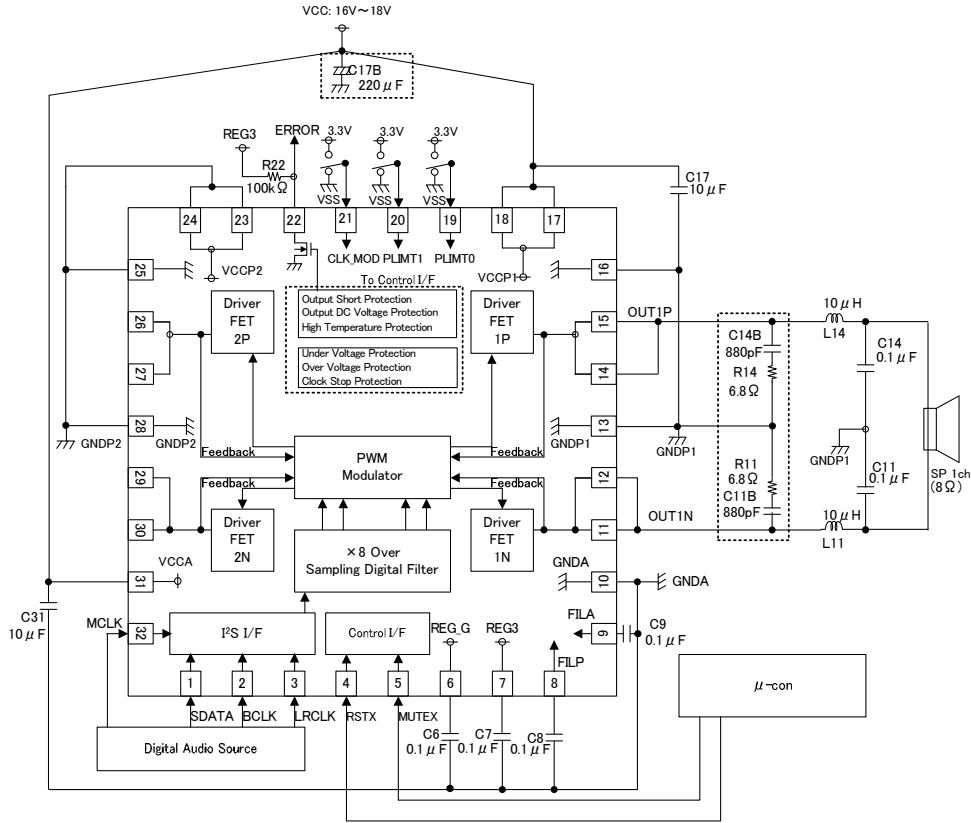 VCC: 16V～18V
C17B
220μF
REG3
ERROR
3.3V
3.3V
3.3V
R22
100kΩ
VSS
VSS
VSS
C17
10μF
24
23
22
21
20
19
18
17
CLK_MOD
PLIMT1
PLIMT0
VCCP2
VCCP1
To Control I/F
25
16
Output Short Protection
Output DC Voltage Protection
High Temperature Protection
Under Voltage Protection
Over Voltage Protection
Clock Stop Protection
Driver
FET
2P
Driver
FET
1P
26
27
15
14
OUT1P
10μH
L14
C14B
880pF
R14
6.8Ω
C14
0.1μF
28
GNDP2
GNDP2
GNDP1
13
GNDP1
GNDP1
Feedback
Feedback
PWM
Modulator
Feedback
Feedback
R11
6.8Ω
C11B
880pF
C11
0.1μF
SP 1ch
(8Ω)
29
30
12
11
OUT1N
10μH
L11
Driver
FET
2N
Driver
FET
1N
×8 Over
Sampling Digital Filter
31
VCCA
GNDA
10
GNDA
C31
10μF
MCLK
32
I²S I/F
Control I/F
REG_G
REG3
FILA
9
C9
0.1μF
FILP
1
2
3
4
5
6
7
8
SDATA
BCLK
LRCLK
RSTX
MUTEX
C6
0.1μF
C7
0.1μF
C8
0.1μF
Digital Audio Source
μ-con